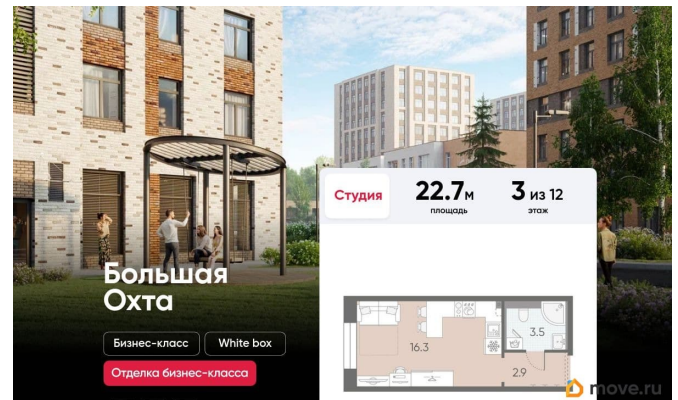 Студия
22.7м
площадь
3 из 12
этаж
Большая
Охта
Бизнес-класс
White box
Отделка бизнес-класса
16.3
3.5
2.9
move.ru